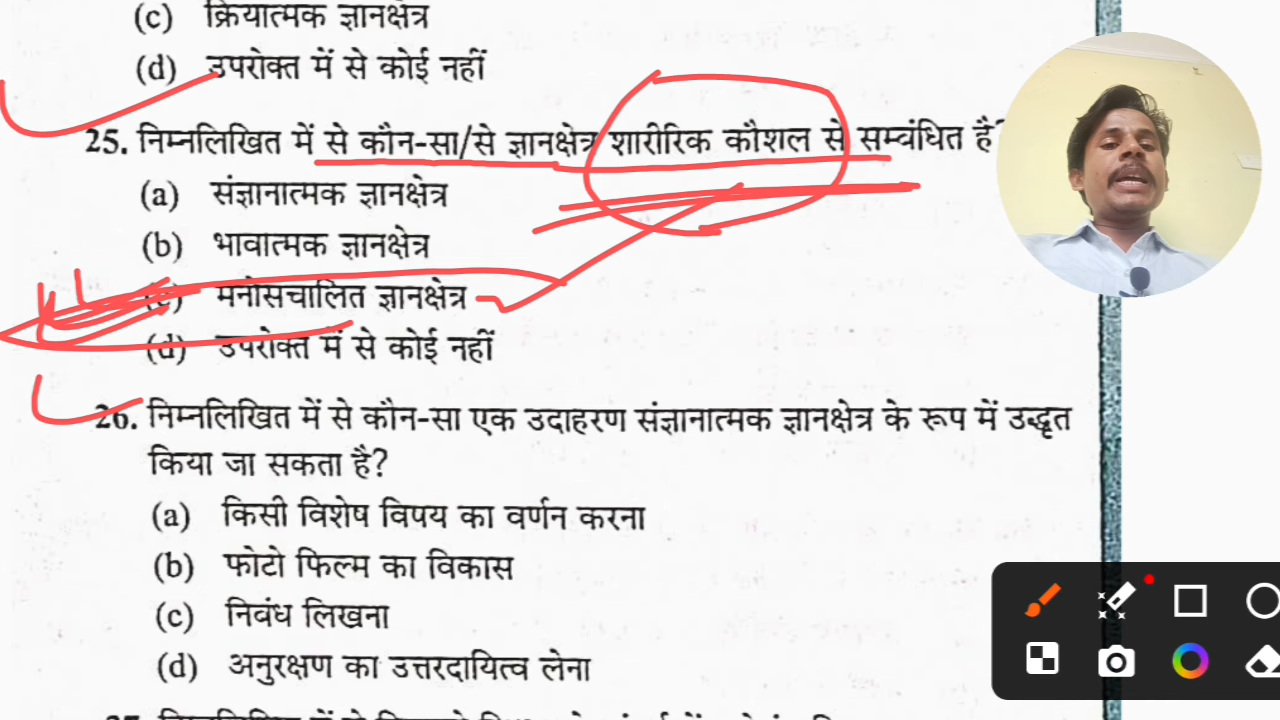 (c) क्रियात्मक ज्ञानक्षेत्र
(d) उपरोक्त में से कोई नहीं
25. निम्नलिखित में से कौन-सा/से ज्ञानक्षेत्र शारीरिक कौशल से सम्वंधित है?
(a) संज्ञानात्मक ज्ञानक्षेत्र
(b) भावात्मक ज्ञानक्षेत्र
(c) मनोसचालित ज्ञानक्षेत्र
(d) उपरोक्त में से कोई नहीं
26. निम्नलिखित में से कौन-सा एक उदाहरण संज्ञानात्मक ज्ञानक्षेत्र के रूप में उद्धृत
किया जा सकता है?
(a) किसी विशेष विषय का वर्णन करना
(b) फोटो फिल्म का विकास
(c) निवंध लिखना
(d) अनुरक्षण का उत्तरदायित्व लेना